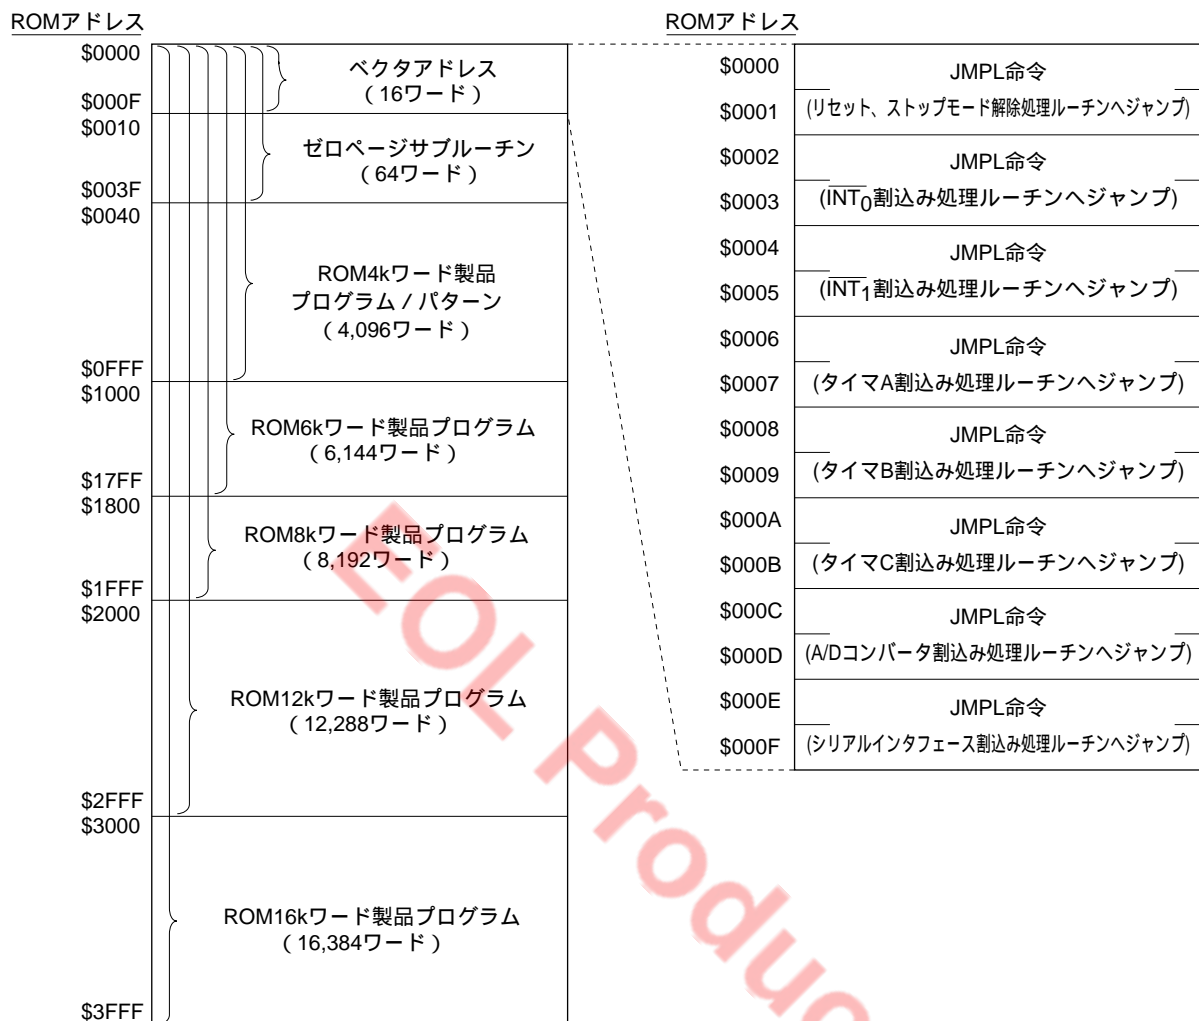 ROMアドレス
$0000
ベクタアドレス
(16ワード)
$000F
$0010
ゼロページサブルーチン
(64ワード)
$003F
$0040
ROM4kワード製品
プログラム/パターン
(4,096ワード)
$0FFF
$1000
ROM6kワード製品プログラム
(6,144ワード)
$17FF
$1800
ROM8kワード製品プログラム
(8,192ワード)
$1FFF
$2000
ROM12kワード製品プログラム
(12,288ワード)
$2FFF
$3000
ROM16kワード製品プログラム
(16,384ワード)
$3FFF
ROMアドレス
$0000
JMPL命令
$0001
(リセット、ストップモード解除処理ルーチンへジャンプ)
$0002
JMPL命令
$0003
(INT0割込み処理ルーチンへジャンプ)
$0004
JMPL命令
$0005
(INT1割込み処理ルーチンへジャンプ)
$0006
JMPL命令
$0007
(タイマA割込み処理ルーチンへジャンプ)
$0008
JMPL命令
$0009
(タイマB割込み処理ルーチンへジャンプ)
$000A
JMPL命令
$000B
(タイマC割込み処理ルーチンへジャンプ)
$000C
JMPL命令
$000D
(A/Dコンバータ割込み処理ルーチンへジャンプ)
$000E
JMPL命令
$000F
(シリアルインタフェース割込み処理ルーチンへジャンプ)
EOL Produc